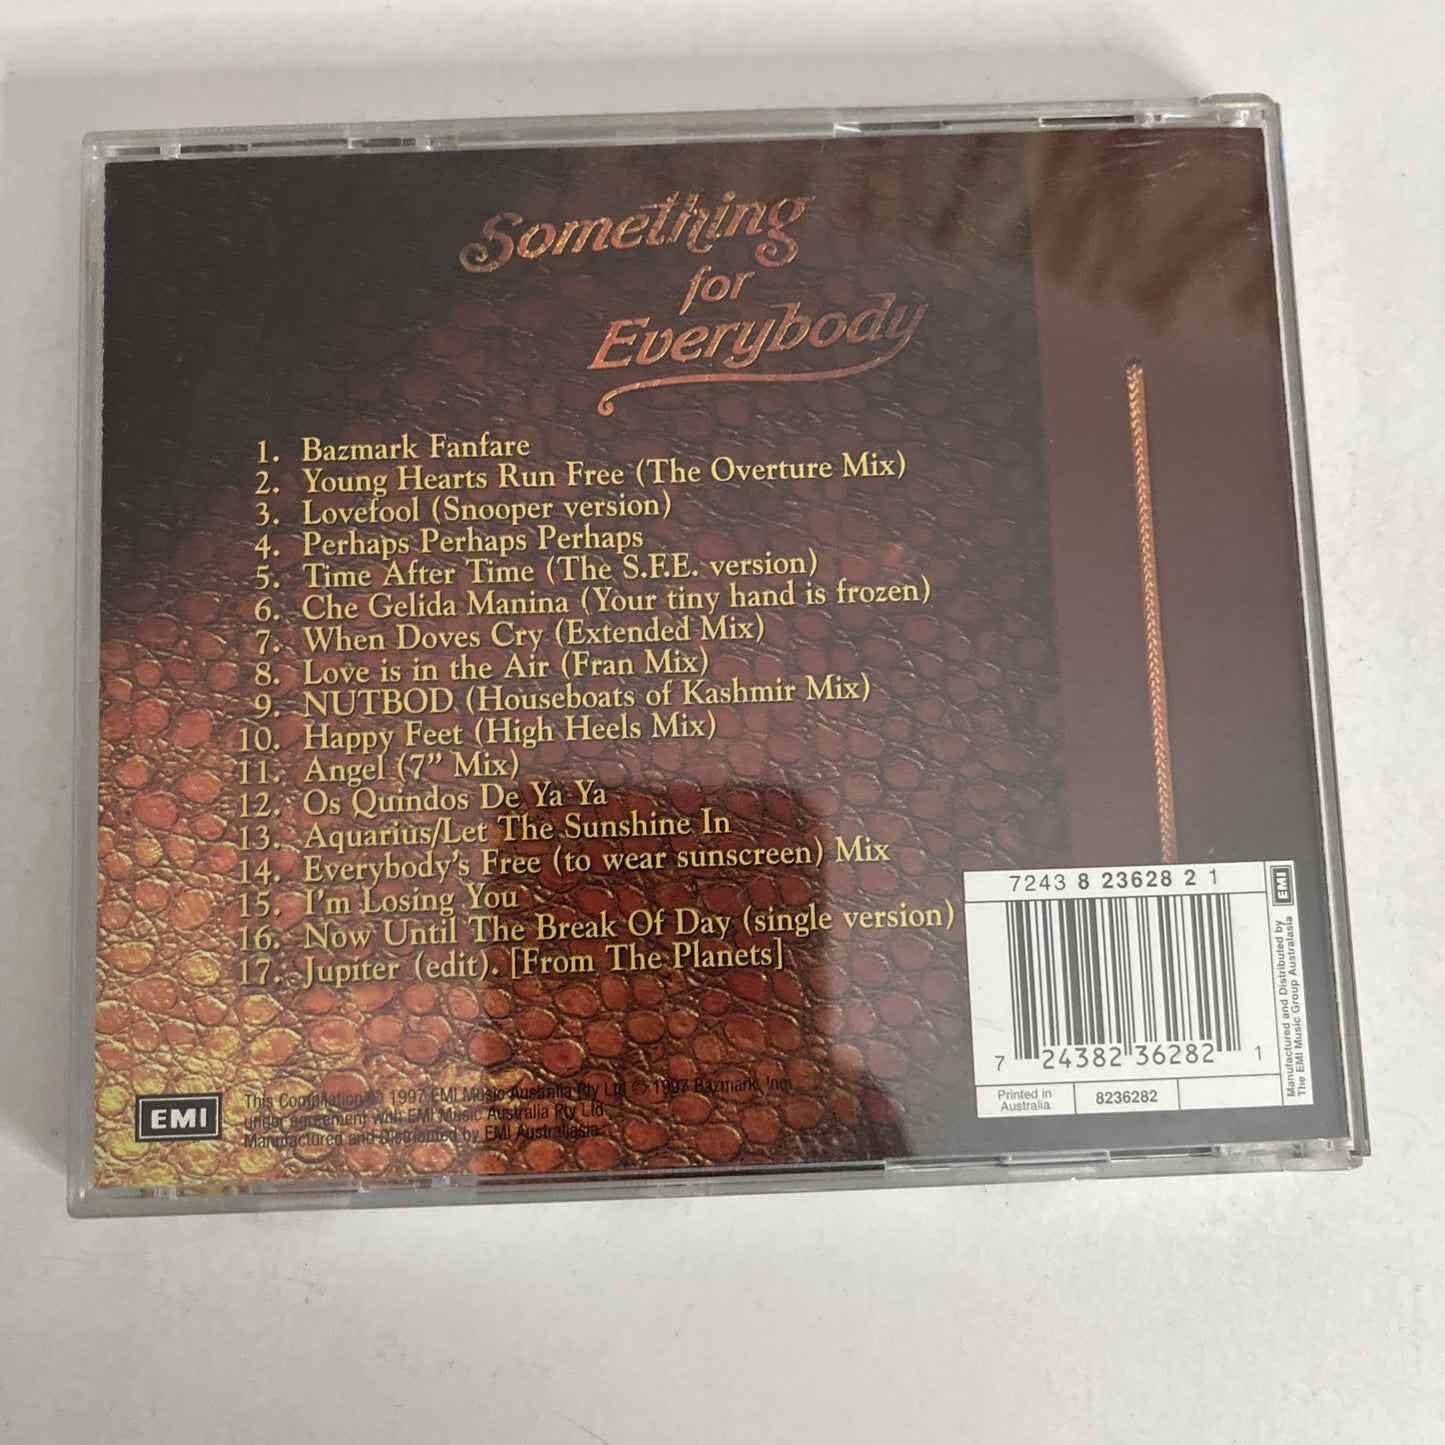 Something
for
Everybody
1. Bazmark Fanfare
2. Young Hearts Run Free (The Overture Mix)
3. Lovefool (Snooper version)
4. Perhaps Perhaps Perhaps
5. Time After Time (The S.F.E. version)
6. Che Gelida Manina (Your tiny hand is frozen)
7. When Doves Cry (Extended Mix)
8. Love is in the Air (Fran Mix)
9. NUTBOD (Houseboats of Kashmir Mix)
10. Happy Feet (High Heels Mix)
11. Angel (7” Mix)
12. Os Quindos De Ya Ya
13. Aquarius/Let The Sunshine In
14. Everybody's Free (to wear sunscreen) Mix
15. I'm Losing You
16. Now Until The Break Of Day (single version)
17. Jupiter (edit). [From The Planets]
7243 8 23628 2 1
7 24382 36282 1
Printed in
Australia
8236282
EMI
Manufactured and Distributed by
The EMI Music Group Australasia
EMI
This Compilation ℗ 1997 EMI Music Australia Pty Ltd © 1997 Bazmark, Inq.
under agreement with EMI Music Australia Pty Ltd.
Manufactured and Distributed by EMI Australiasia.